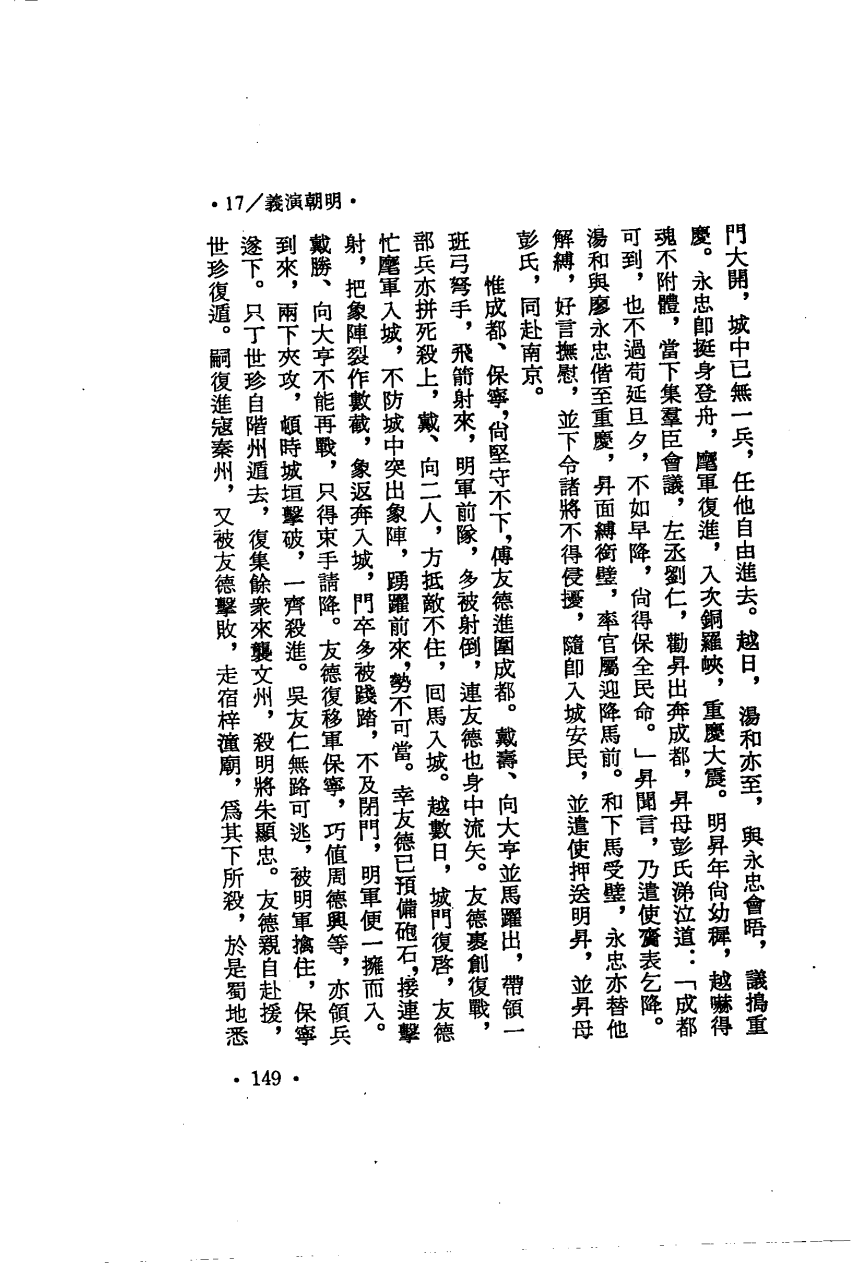 •17／義演朝明•
門大開，城中已無一兵，任他自由進去。越日，湯和亦至，與永忠會晤，議搗重
慶。永忠卽挺身登舟，麾軍復進，入次銅羅峽，重慶大震。明昇年尙幼穉，越嚇得
魂不附體，當下集羣臣會議，左丞劉仁，勸昇出奔成都，昇母彭氏涕泣道：「成都
可到，也不過苟延旦夕，不如早降，尙得保全民命。」昇聞言，乃遣使齎表乞降。
湯和與廖永忠偕至重慶，昇面縛銜璧，率官屬迎降馬前。和下馬受璧，永忠亦替他
解縛，好言撫慰，並下令諸將不得侵擾，隨卽入城安民，並遣使押送明昇，並昇母
彭氏，同赴南京。
惟成都、保寧，尙堅守不下，傅友德進圍成都。戴壽、向大亨並馬躍出，帶領一
班弓弩手，飛箭射來，明軍前隊，多被射倒，連友德也身中流矢。友德裹創復戰，
部兵亦拼死殺上，戴、向二人，方抵敵不住，囘馬入城。越數日，城門復啓，友德
忙麾軍入城，不防城中突出象陣，踴躍前來，勢不可當。幸友德已預備砲石，接連擊
射，把象陣裂作數截，象返奔入城，門卒多被踐踏，不及閉門，明軍便一擁而入。
戴勝、向大亨不能再戰，只得束手請降。友德復移軍保寧，巧值周德興等，亦領兵
到來，兩下夾攻，頓時城垣擊破，一齊殺進。吳友仁無路可逃，被明軍擒住，保寧
遂下。只丁世珍自階州遁去，復集餘衆來襲文州，殺明將朱顯忠。友德親自赴援，
世珍復遁。嗣復進寇秦州，又被友德擊敗，走宿梓潼廟，爲其下所殺，於是蜀地悉
•149•